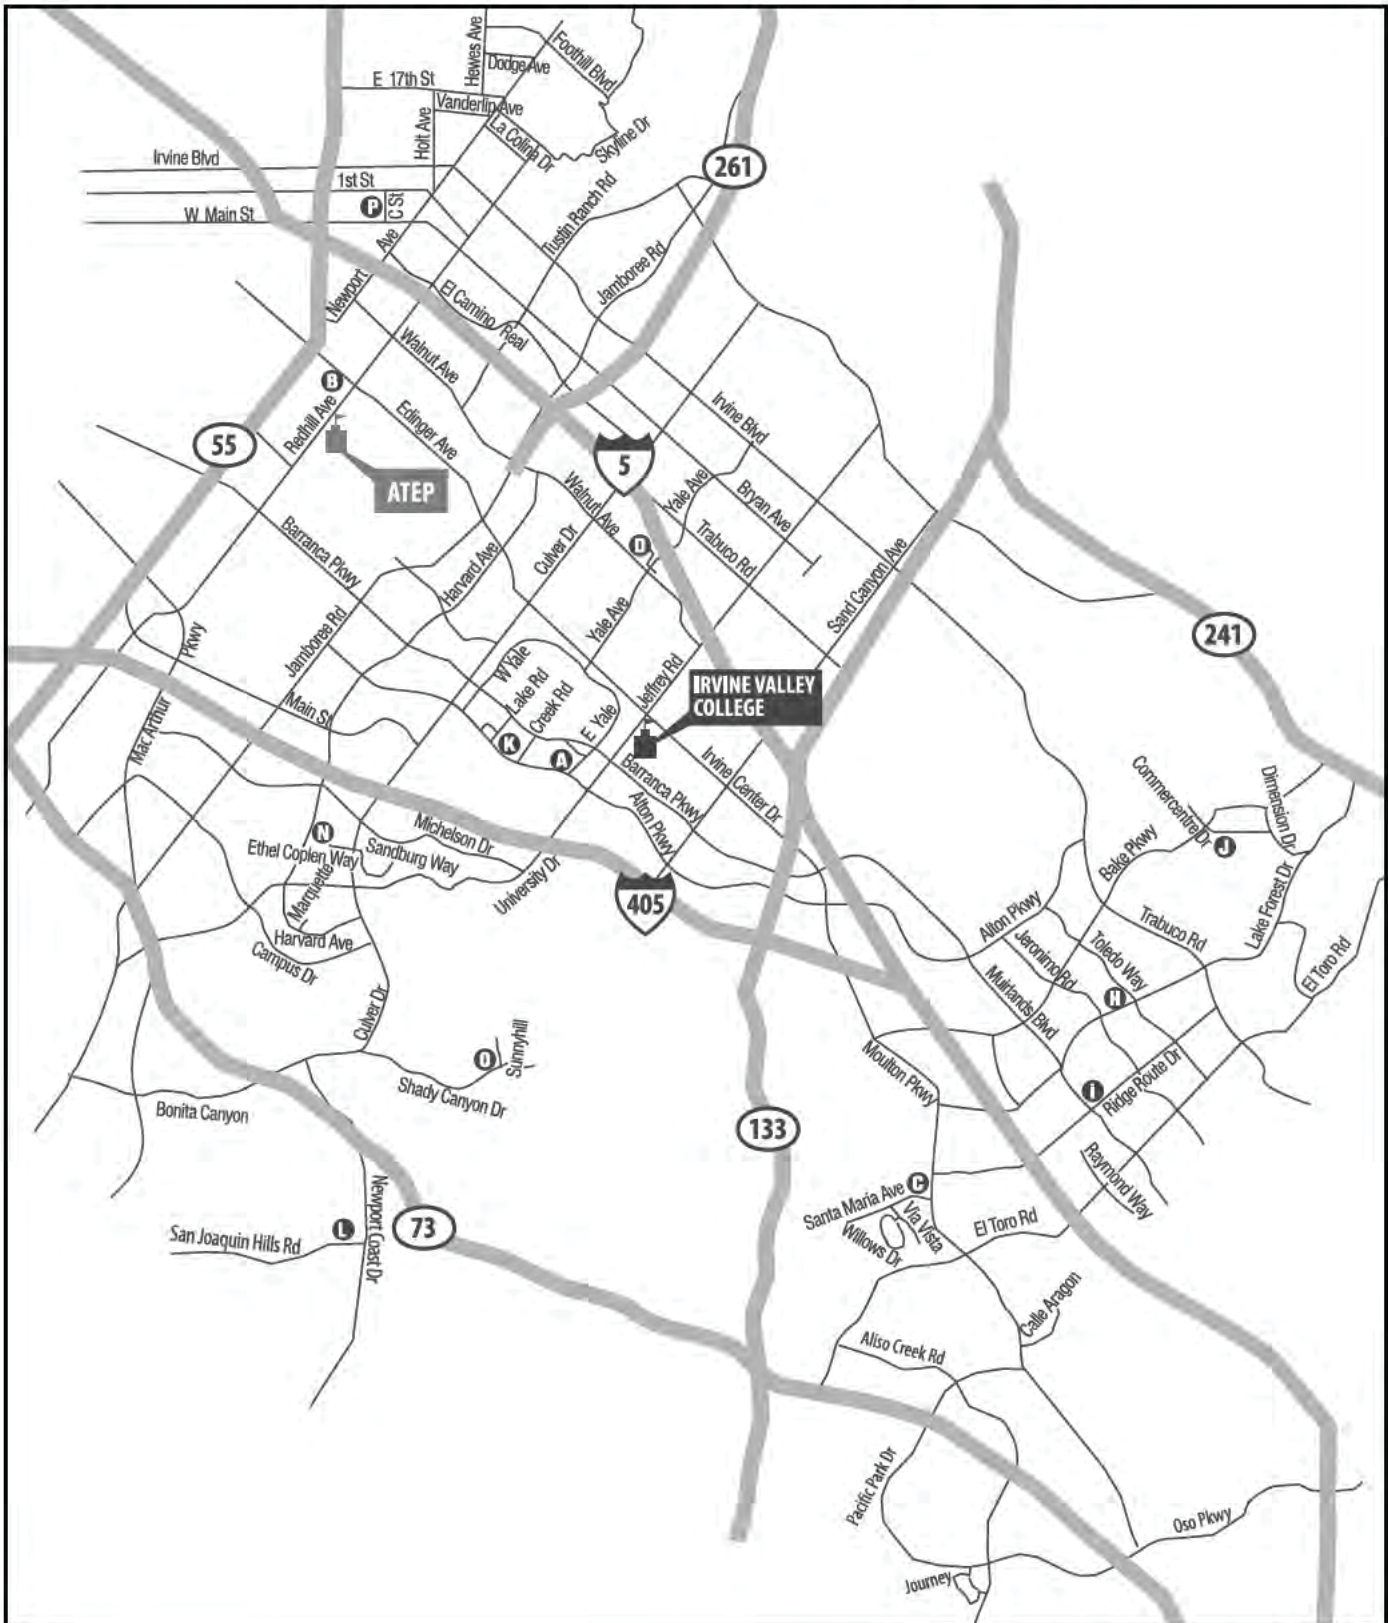 Hewes Ave
Foothill Blvd
Dodge Ave
E 17th St
Vanderlip Ave
Holt Ave
La Colina Dr
Skyline Dr
Irvine Blvd
261
1st St
P
C St
W Main St
Tustin Ranch Rd
Newport Ave
Jamboree Rd
El Camino Real
Walnut Ave
B
Redhill Ave
Edinger Ave
Irvine Blvd
55
5
ATEP
Yale Ave
Bryan Ave
Walnut Ave
Barranca Pkwy
Culver Dr
D
Trabuco Rd
Harvard Ave
Sand Canyon Ave
Yale Ave
241
Jamboree Rd
Mac Arthur Pkwy
W Yale
Lake Rd
Creek Rd
Jeffrey Rd
IRVINE VALLEY
COLLEGE
Main St
E Yale
K
A
Barranca Pkwy
Irvine Center Dr
Alton Pkwy
Commercentre Dr
Dimension Dr
J
N
Michelson Dr
Ethel Coplen Way
Sandburg Way
Bake Pkwy
University Dr
405
Marquette
Alton Pkwy
Trabuco Rd
Lake Forest Dr
Harvard Ave
Campus Dr
Jeronimo Rd
Toledo Way
El Toro Rd
Muirlands Blvd
H
Culver Dr
O
Sunnyhill
Moulton Pkwy
Shady Canyon Dr
Bonita Canyon
i
Ridge Route Dr
133
Raymond Way
Santa Maria Ave
C
Via Vista
Willows Dr
El Toro Rd
Newport Coast Dr
San Joaquin Hills Rd
L
73
Calle Aragon
Aliso Creek Rd
Pacific Park Dr
Oso Pkwy
Journey